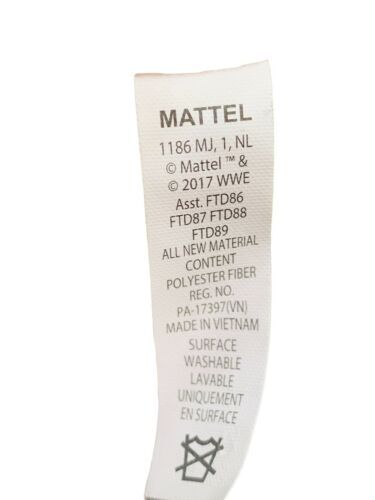 MATTEL
1186 MJ, 1, NL
© Mattel ™ &
© 2017 WWE
Asst. FTD86
FTD87 FTD88
FTD89
ALL NEW MATERIAL
CONTENT
POLYESTER FIBER
REG. NO.
PA-17397(VN)
MADE IN VIETNAM
SURFACE
WASHABLE
LAVABLE
UNIQUEMENT
EN SURFACE